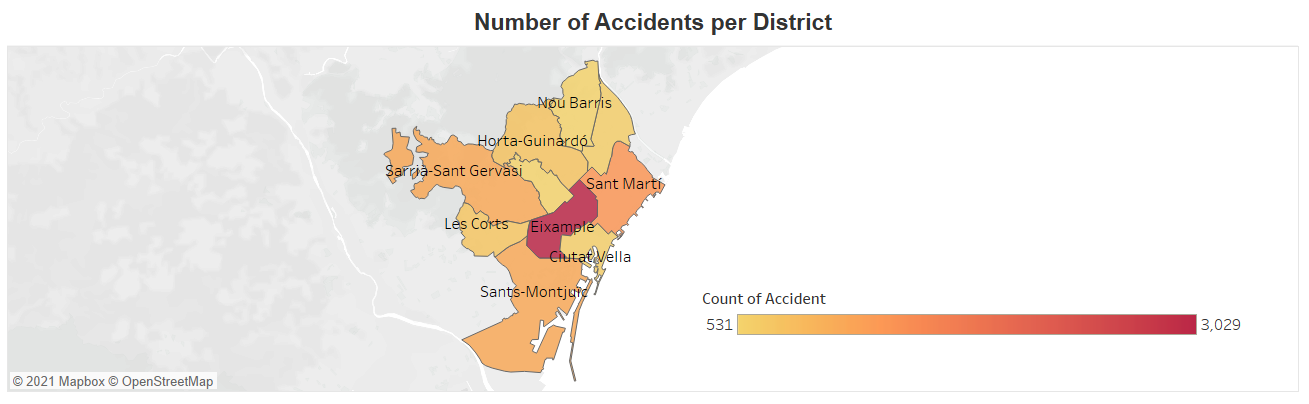 Number of Accidents per District
Nou Barris
Horta-Guinardó
Sarrià-Sant Gervasi
Sant Martí
Les Corts
Eixample
Ciutat Vella
Sants-Montjuïc
Count of Accident
531
3,029
© 2021 Mapbox © OpenStreetMap